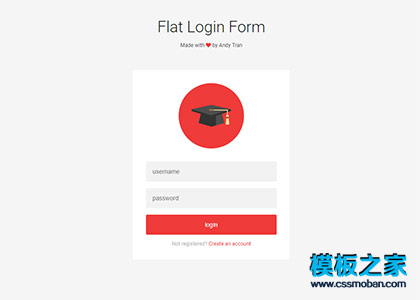 Flat Login Form
Made with ❤ by Andy Tran
username
password
login
Not registered? Create an account
模板之家
www.cssmoban.com